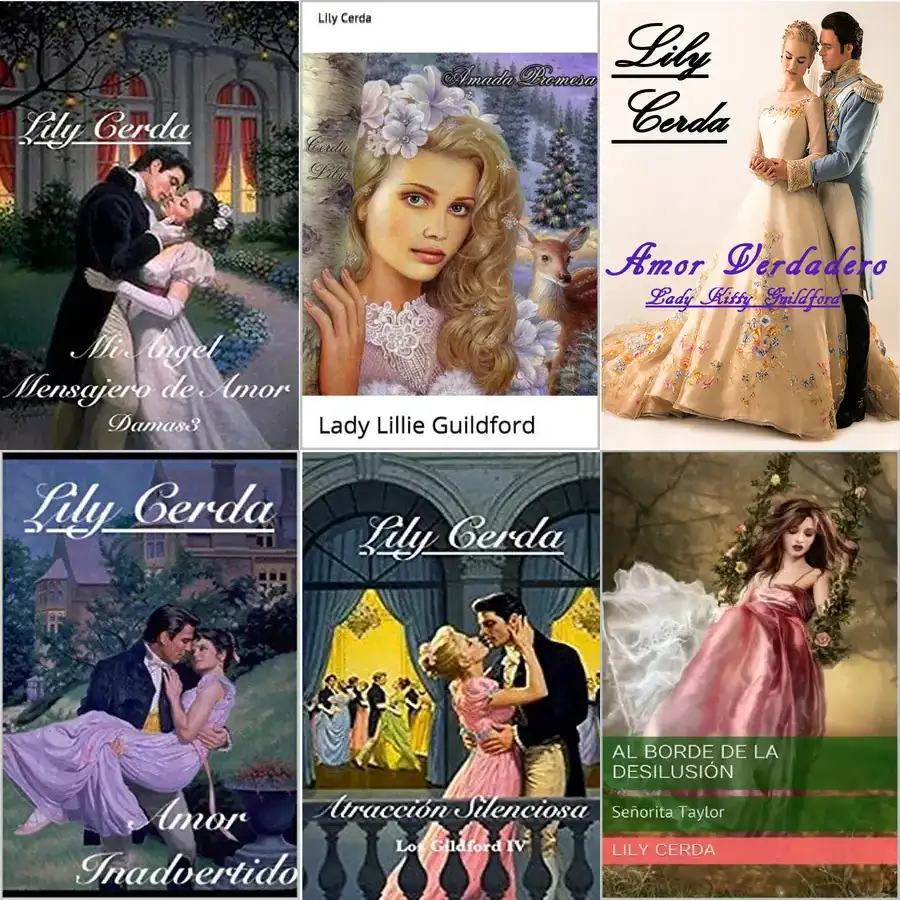 Lily Cerda
Mi Ángel
Mensajero de Amor
Damas3
Lily Cerda
Amada Promesa
Cerda
Lily
Lady Lillie Guildford
Lily
Cerda
Amor Verdadero
Lady Kitty Guildford
Lily Cerda
Amor
Inadvertido
Lily Cerda
Atracción Silenciosa
Los Gildford IV
AL BORDE DE LA
DESILUSIÓN
Señorita Taylor
LILY CERDA